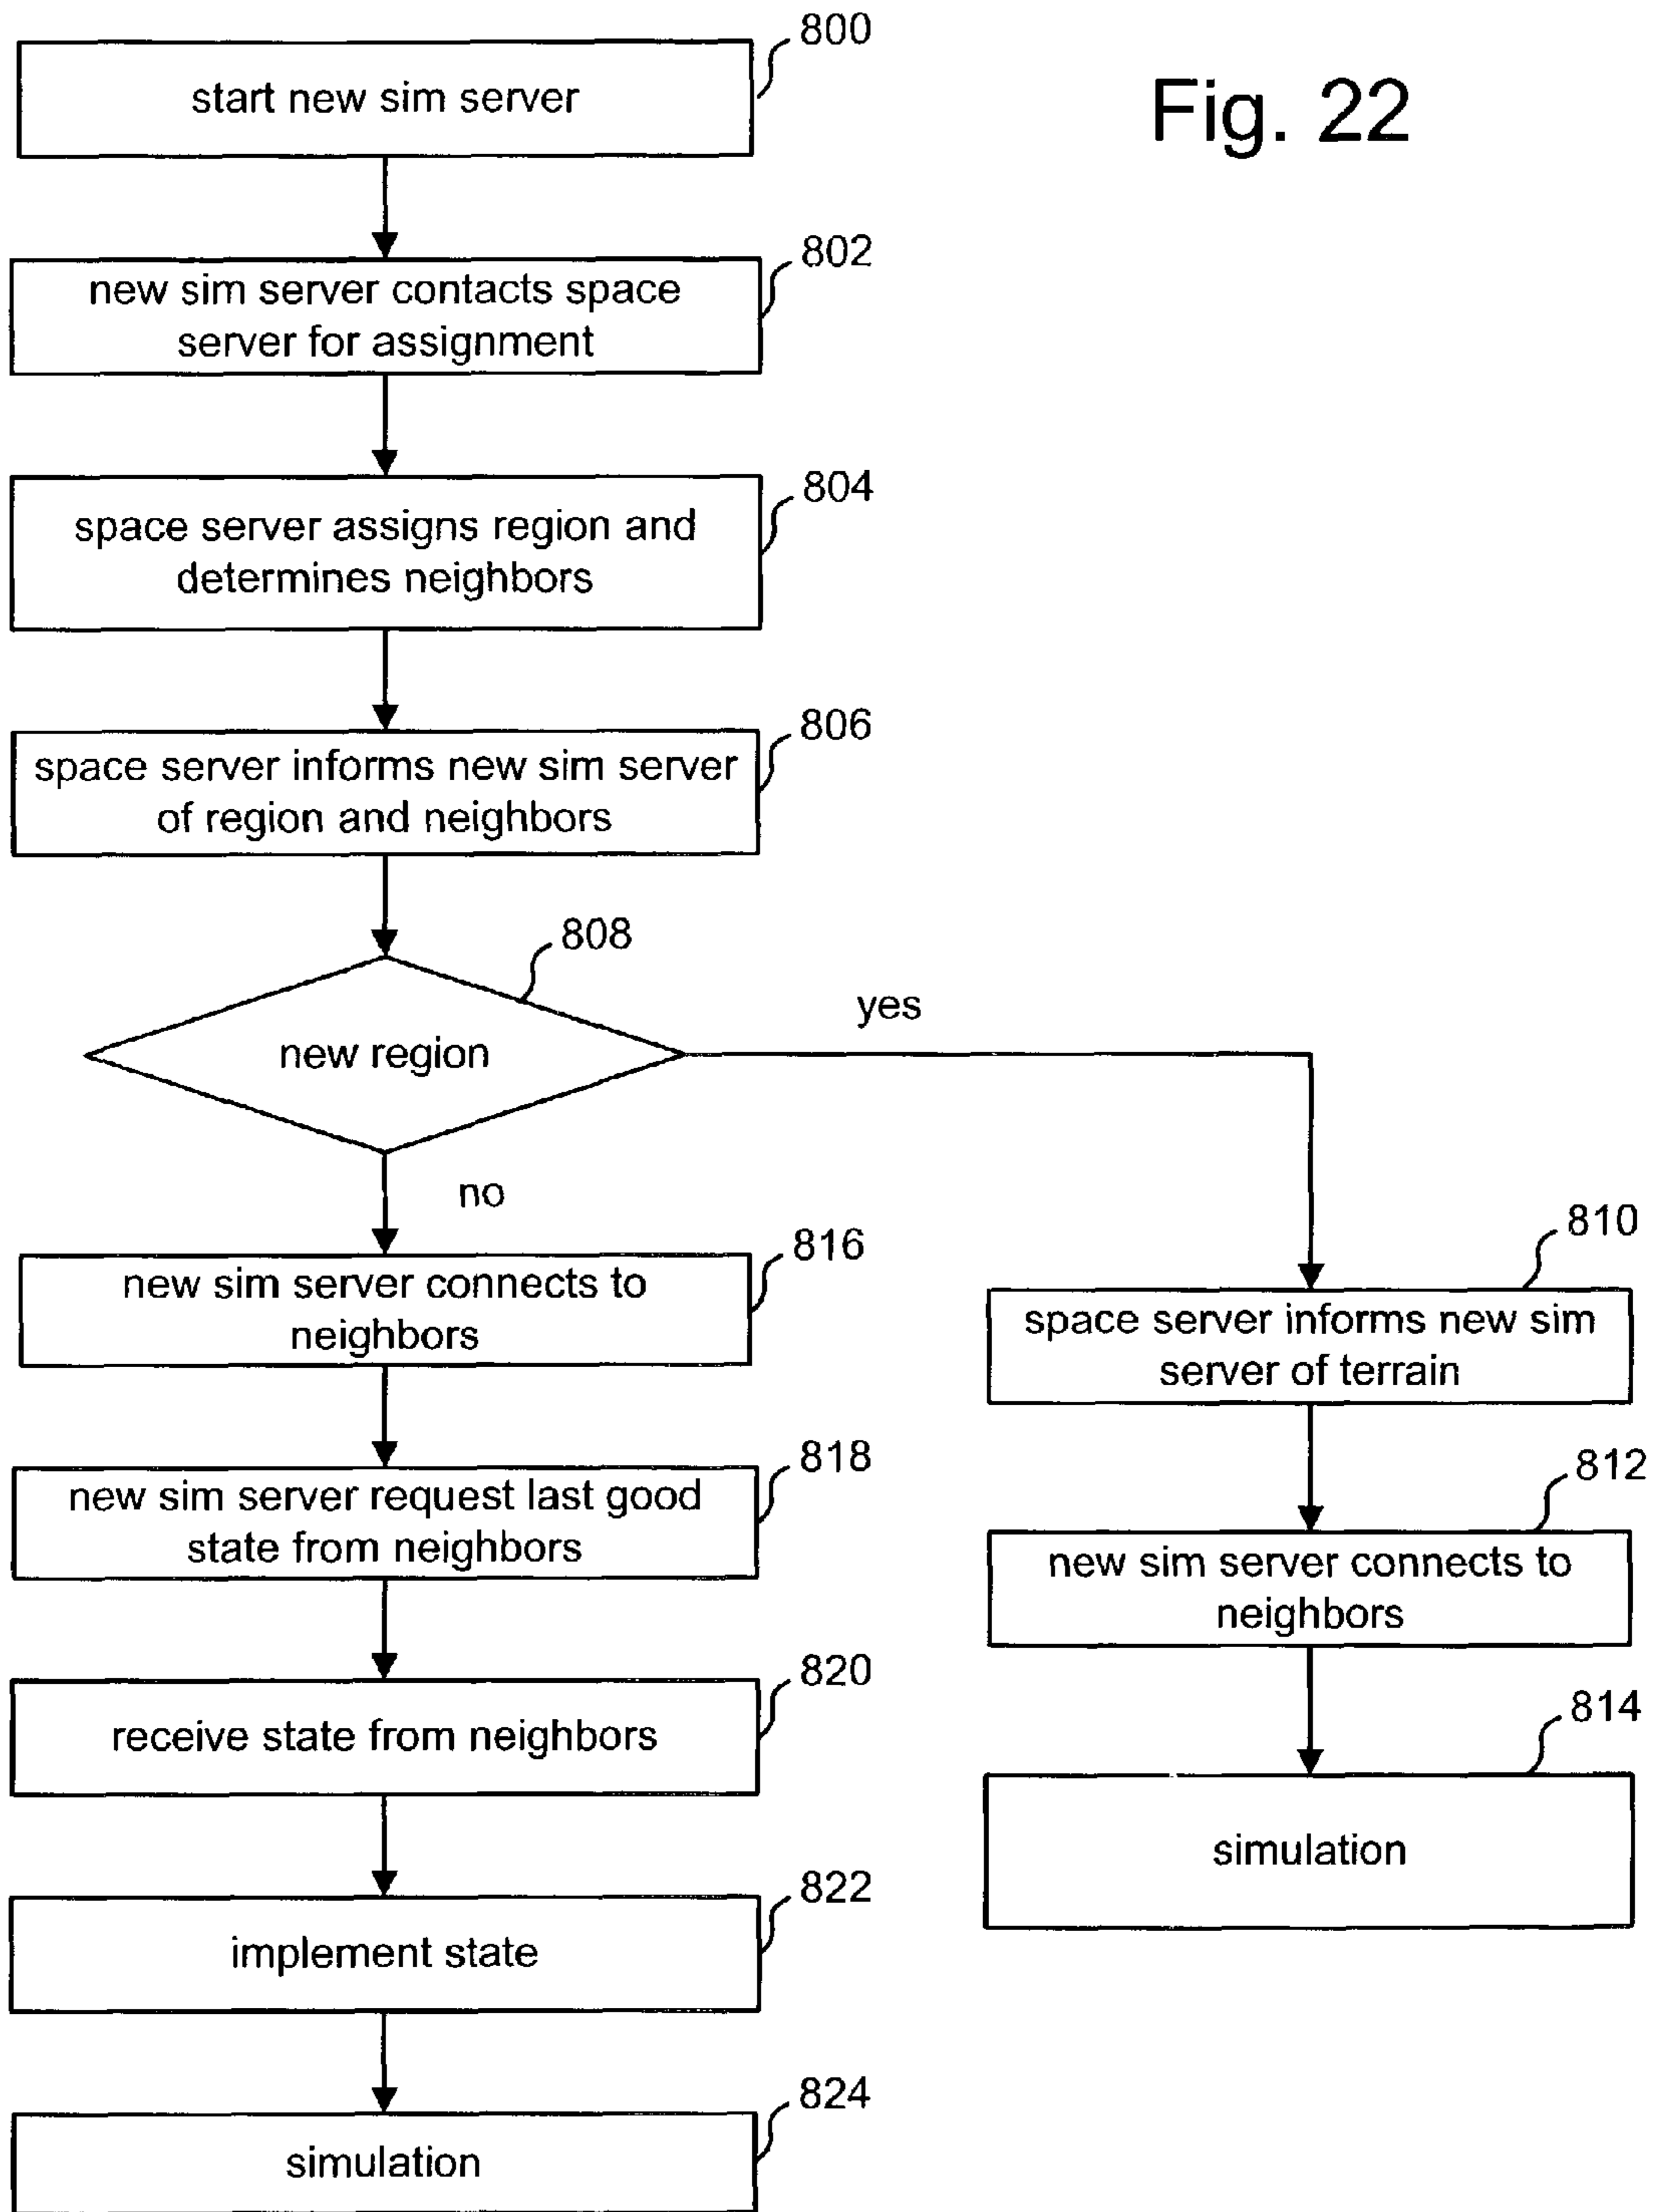 Fig. 22
800
start new sim server
802
new sim server contacts space
server for assignment
804
space server assigns region and
determines neighbors
806
space server informs new sim server
of region and neighbors
808
new region
yes
no
816
new sim server connects to
neighbors
818
new sim server request last good
state from neighbors
820
receive state from neighbors
822
implement state
824
simulation
810
space server informs new sim
server of terrain
812
new sim server connects to
neighbors
814
simulation